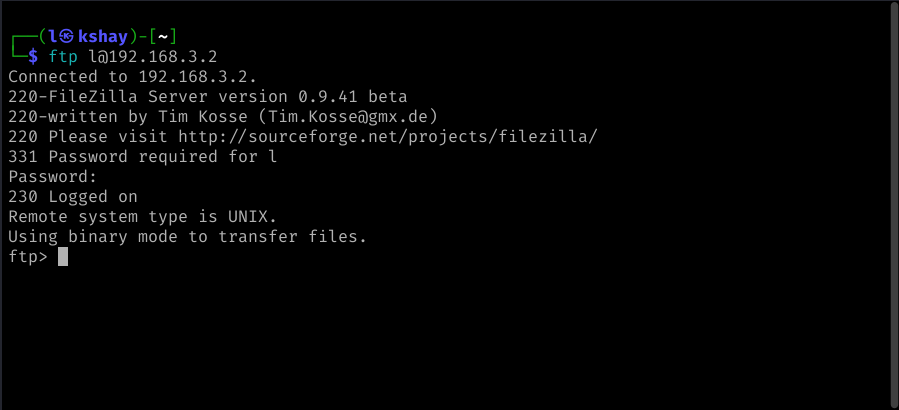 ┌──(l㉿kshay)-[~]
└─$ ftp l@192.168.3.2
Connected to 192.168.3.2.
220-FileZilla Server version 0.9.41 beta
220-written by Tim Kosse (Tim.Kosse@gmx.de)
220 Please visit http://sourceforge.net/projects/filezilla/
331 Password required for l
Password:
230 Logged on
Remote system type is UNIX.
Using binary mode to transfer files.
ftp>